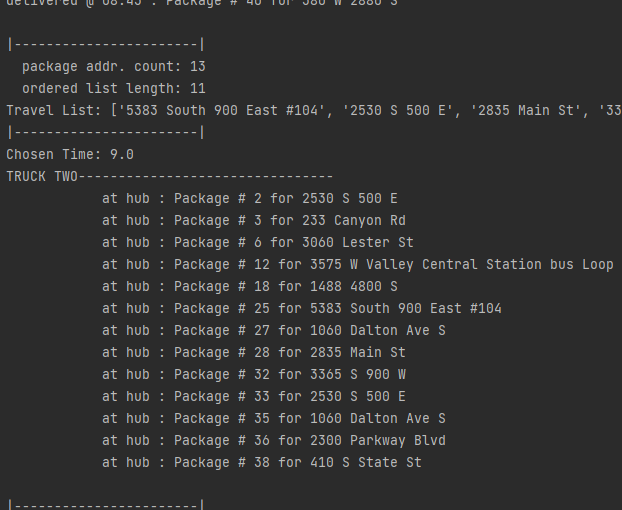 delivered @ 08:45 : Package # 40 for 380 W 2880 S
|-----------------------|
package addr. count: 13
ordered list length: 11
Travel List: ['5383 South 900 East #104', '2530 S 500 E', '2835 Main St', '33
|-----------------------|
Chosen Time: 9.0
TRUCK TWO--------------------------------
at hub : Package # 2 for 2530 S 500 E
at hub : Package # 3 for 233 Canyon Rd
at hub : Package # 6 for 3060 Lester St
at hub : Package # 12 for 3575 W Valley Central Station bus Loop
at hub : Package # 18 for 1488 4800 S
at hub : Package # 25 for 5383 South 900 East #104
at hub : Package # 27 for 1060 Dalton Ave S
at hub : Package # 28 for 2835 Main St
at hub : Package # 32 for 3365 S 900 W
at hub : Package # 33 for 2530 S 500 E
at hub : Package # 35 for 1060 Dalton Ave S
at hub : Package # 36 for 2300 Parkway Blvd
at hub : Package # 38 for 410 S State St
|-----------------------|